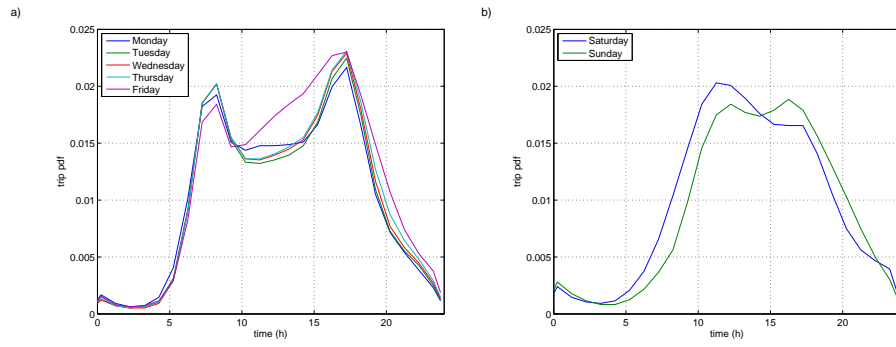 a)
0.025
0.02
0.015
0.01
0.005
0
0 5 10 15 20
trip pdf
time (h)
Monday
Tuesday
Wednesday
Thursday
Friday
b)
0.025
0.02
0.015
0.01
0.005
0
0 5 10 15 20
trip pdf
time (h)
Saturday
Sunday